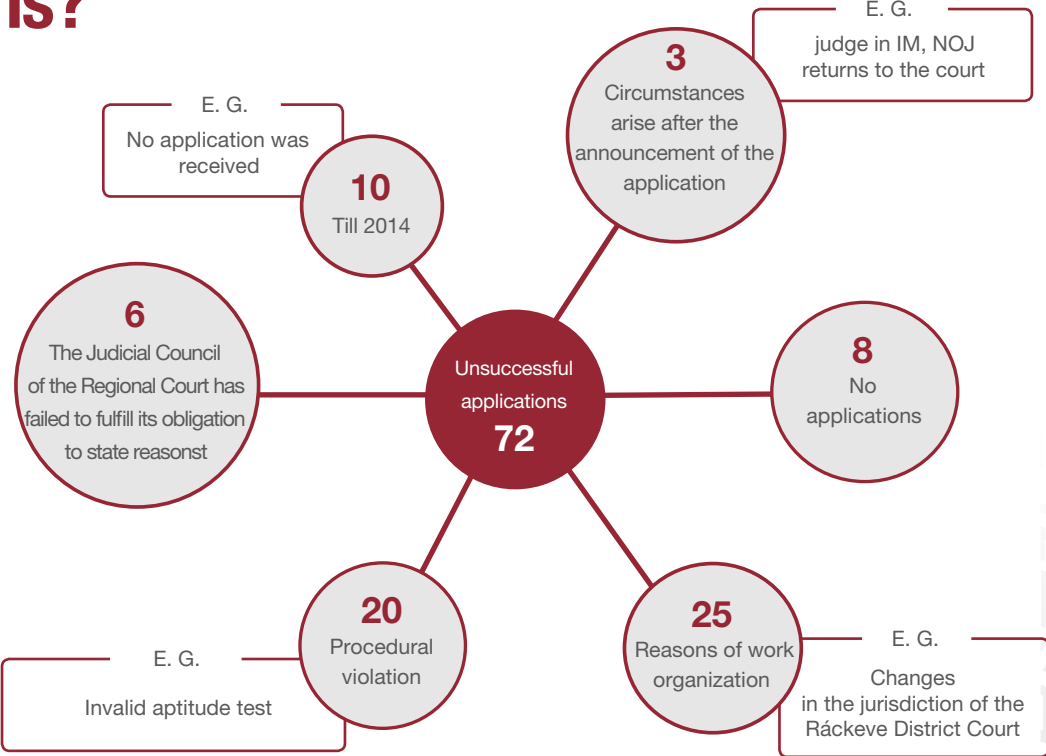 IS?
E. G.
judge in IM, NOJ
returns to the court
3
Circumstances
arise after the
announcement of the
application
E. G.
No application was
received
10
Till 2014
6
The Judicial Council
of the Regional Court has
failed to fulfill its obligation
to state reasonst
Unsuccessful
applications
72
8
No
applications
20
Procedural
violation
E. G.
Invalid aptitude test
25
Reasons of work
organization
E. G.
Changes
in the jurisdiction of the
Ráckeve District Court